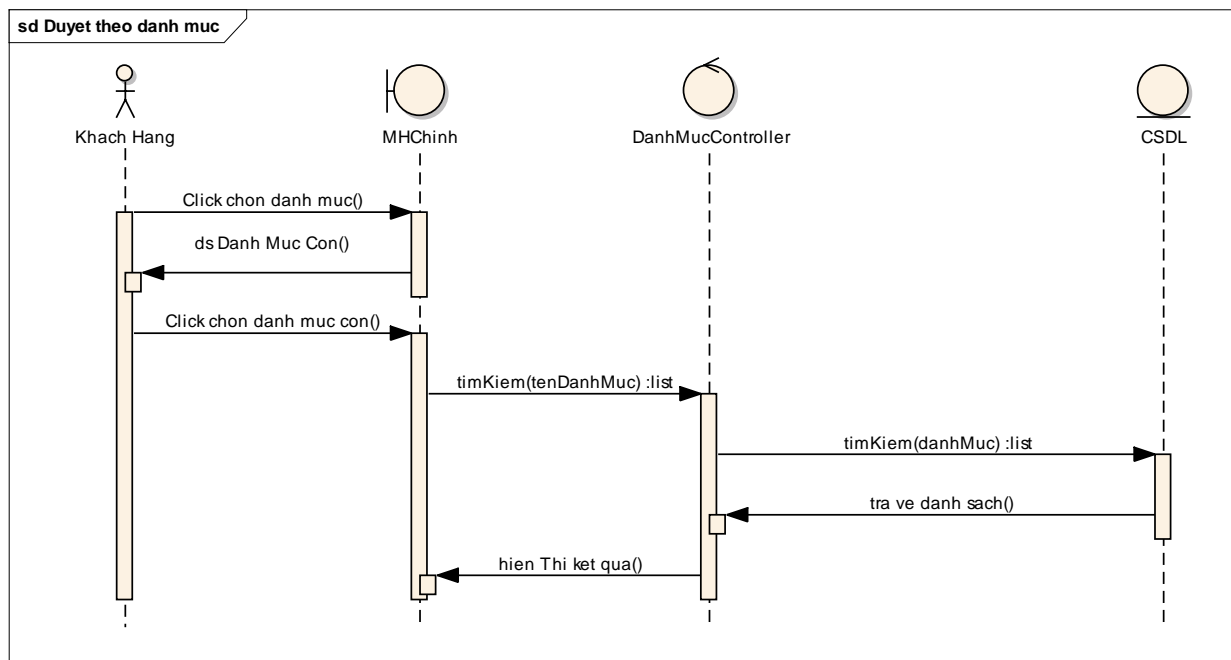 sd Duyet theo danh muc
Khach Hang
MHChinh
DanhMucController
CSDL
Click chon danh muc()
ds Danh Muc Con()
Click chon danh muc con()
timKiem(tenDanhMuc) :list
timKiem(danhMuc) :list
tra ve danh sach()
hien Thi ket qua()